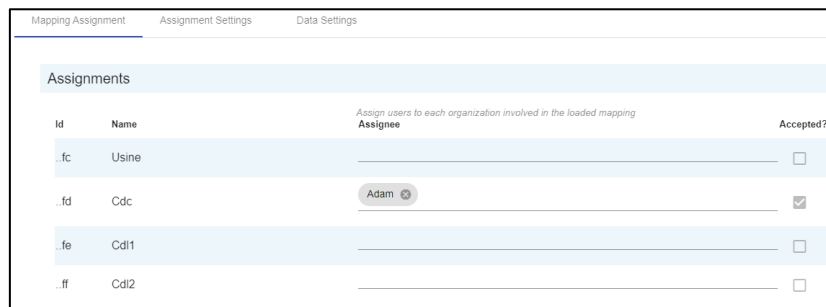 Mapping Assignment Assignment Settings Data Settings
Assignments
Assign users to each organization involved in the loaded mapping
Id Name Assignee Accepted?
..fc Usine
..fd Cdc Adam
..fe Cdl1
..ff Cdl2